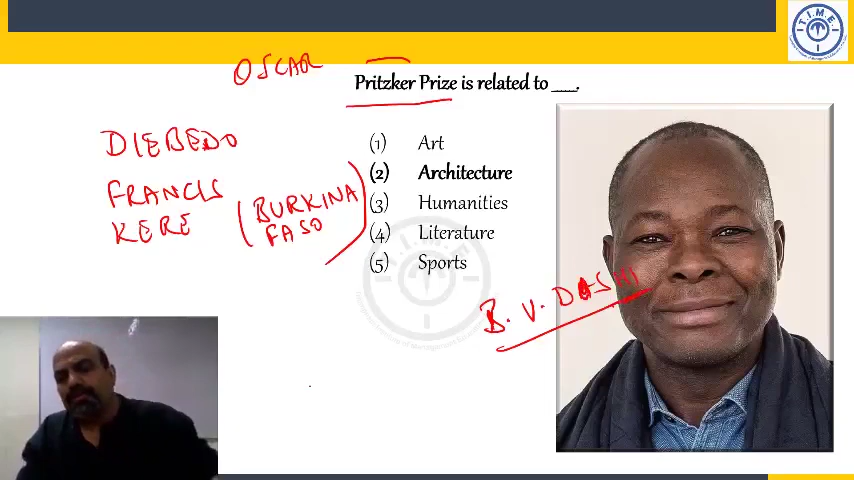 T.I.M.E.
OSCAR
Pritzker Prize is related to ___.
DIEBEDO
FRANCIS
KERE
(BURKINA
FASO)
(1) Art
(2) Architecture
(3) Humanities
(4) Literature
(5) Sports
B. V. DOSHI
T.I.M.E.